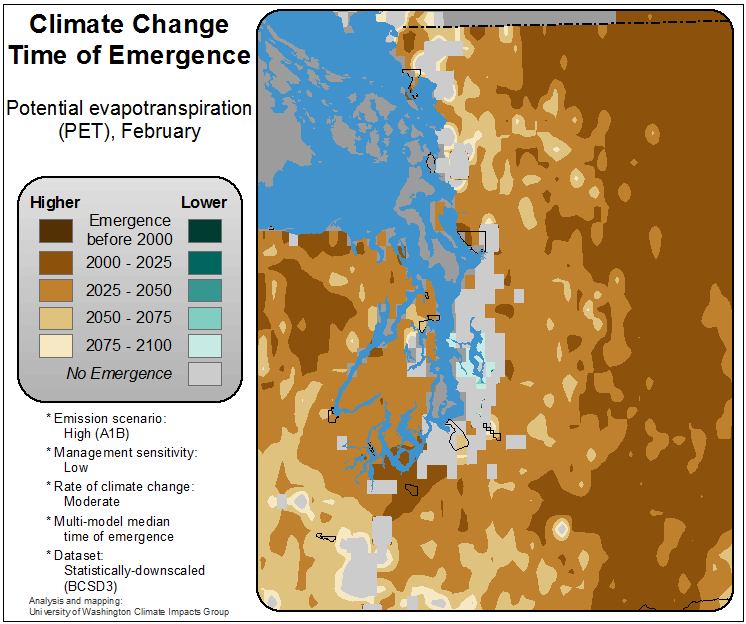 Climate Change
Time of Emergence
Potential evapotranspiration
(PET), February
Higher Lower
Emergence
before 2000
2000 - 2025
2025 - 2050
2050 - 2075
2075 - 2100
No Emergence
* Emission scenario:
High (A1B)
* Management sensitivity:
Low
* Rate of climate change:
Moderate
* Multi-model median
time of emergence
* Dataset:
Statistically-downscaled
(BCSD3)
Analysis and mapping:
University of Washington Climate Impacts Group